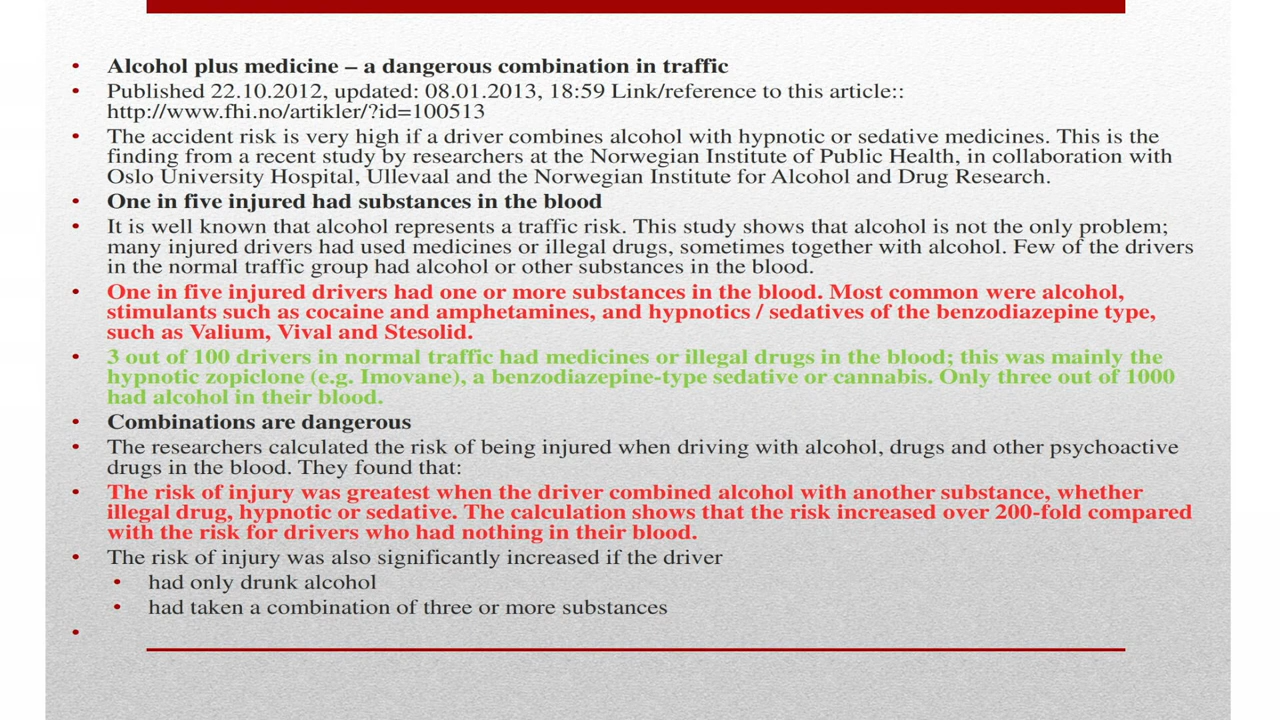 • Alcohol plus medicine – a dangerous combination in traffic
• Published 22.10.2012, updated: 08.01.2013, 18:59 Link/reference to this article::
http://www.fhi.no/artikler/?id=100513
• The accident risk is very high if a driver combines alcohol with hypnotic or sedative medicines. This is the
finding from a recent study by researchers at the Norwegian Institute of Public Health, in collaboration with
Oslo University Hospital, Ullevaal and the Norwegian Institute for Alcohol and Drug Research.
• One in five injured had substances in the blood
• It is well known that alcohol represents a traffic risk. This study shows that alcohol is not the only problem;
many injured drivers had used medicines or illegal drugs, sometimes together with alcohol. Few of the drivers
in the normal traffic group had alcohol or other substances in the blood.
• One in five injured drivers had one or more substances in the blood. Most common were alcohol,
stimulants such as cocaine and amphetamines, and hypnotics / sedatives of the benzodiazepine type,
such as Valium, Vival and Stesolid.
• 3 out of 100 drivers in normal traffic had medicines or illegal drugs in the blood; this was mainly the
hypnotic zopiclone (e.g. Imovane), a benzodiazepine-type sedative or cannabis. Only three out of 1000
had alcohol in their blood.
• Combinations are dangerous
• The researchers calculated the risk of being injured when driving with alcohol, drugs and other psychoactive
drugs in the blood. They found that:
• The risk of injury was greatest when the driver combined alcohol with another substance, whether
illegal drug, hypnotic or sedative. The calculation shows that the risk increased over 200-fold compared
with the risk for drivers who had nothing in their blood.
• The risk of injury was also significantly increased if the driver
• had only drunk alcohol
• had taken a combination of three or more substances
•